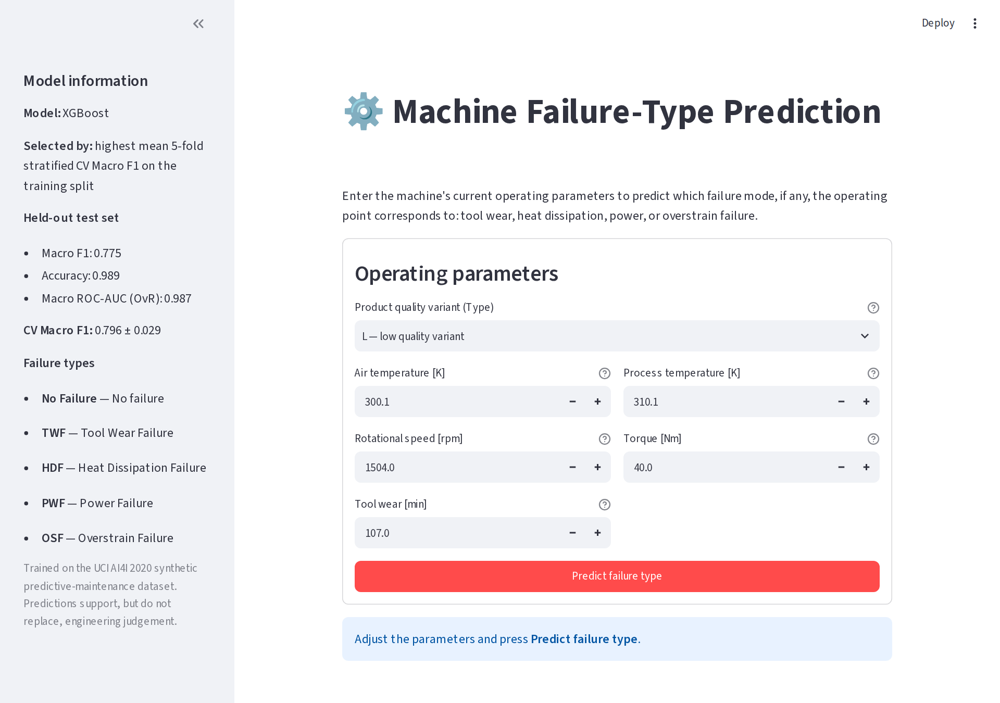 Model information
Model: XGBoost
Selected by: highest mean 5-fold
stratified CV Macro F1 on the
training split
Held-out test set
• Macro F1: 0.775
• Accuracy: 0.989
• Macro ROC-AUC (OvR): 0.987
CV Macro F1: 0.796 ± 0.029
Failure types
• No Failure — No failure
• TWF — Tool Wear Failure
• HDF — Heat Dissipation Failure
• PWF — Power Failure
• OSF — Overstrain Failure
Trained on the UCI AI4I 2020 synthetic
predictive-maintenance dataset.
Predictions support, but do not
replace, engineering judgement.
Deploy
Machine Failure-Type Prediction
Enter the machine's current operating parameters to predict which failure mode, if any, the operating
point corresponds to: tool wear, heat dissipation, power, or overstrain failure.
Operating parameters
Product quality variant (Type)
L — low quality variant
Air temperature [K]
300.1
Process temperature [K]
310.1
Rotational speed [rpm]
1504.0
Torque [Nm]
40.0
Tool wear [min]
107.0
Predict failure type
Adjust the parameters and press Predict failure type.